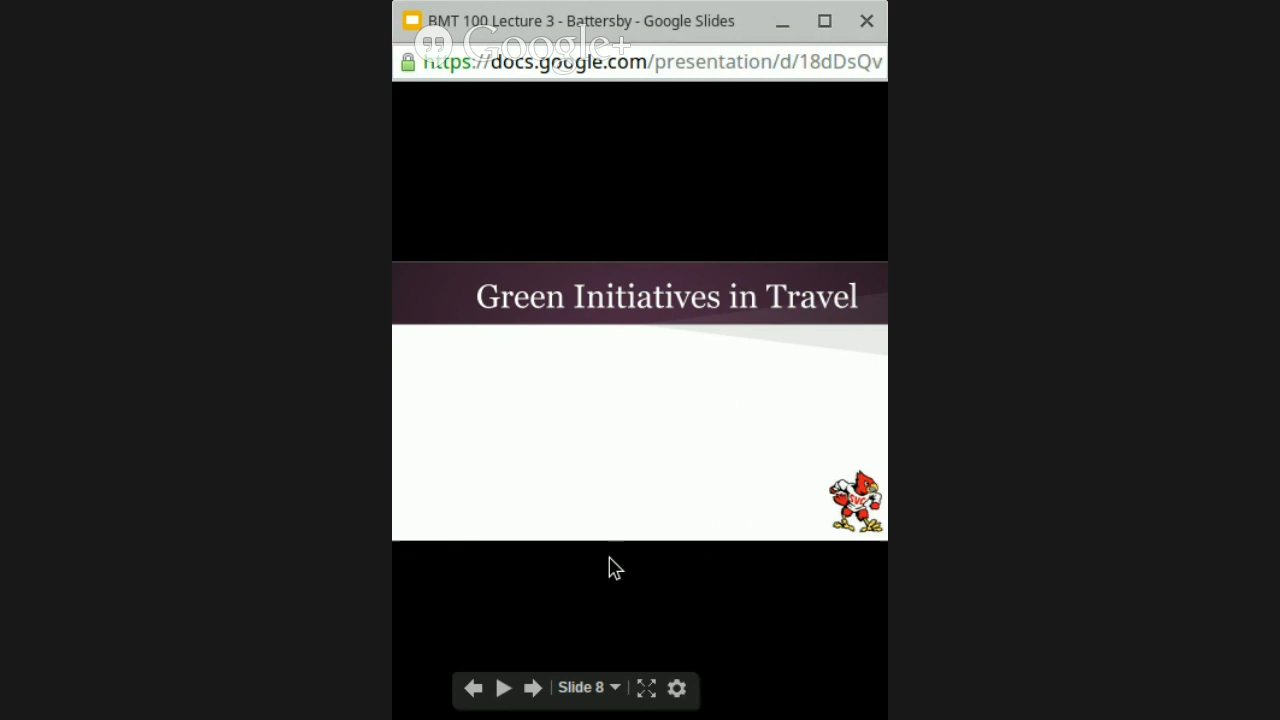 BMT 100 Lecture 3 - Battersby - Google Slides
Google+
https://docs.google.com/presentation/d/18dDsQv
Green Initiatives in Travel
SVC
Slide 8